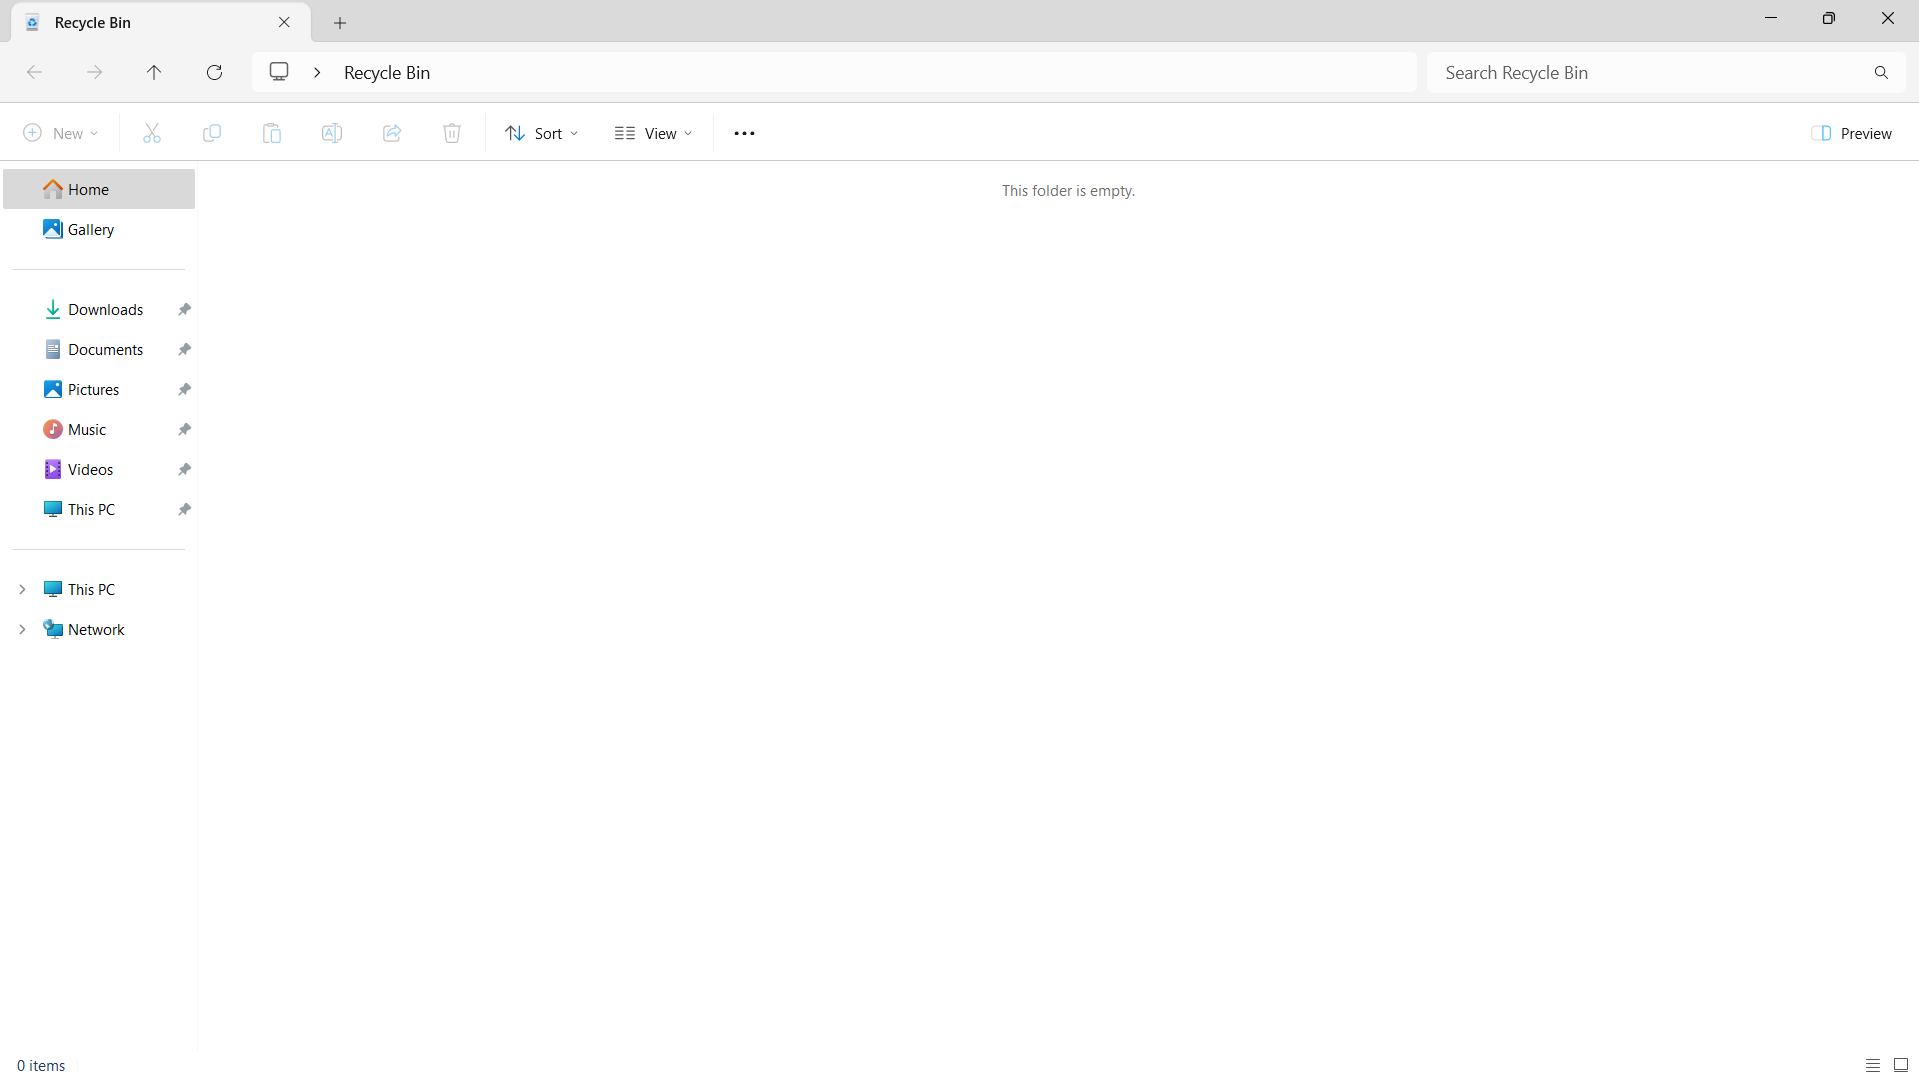 Recycle Bin
Recycle Bin
Search Recycle Bin
New
Sort
View
Preview
Home
Gallery
Downloads
Documents
Pictures
Music
Videos
This PC
This PC
Network
This folder is empty.
0 items